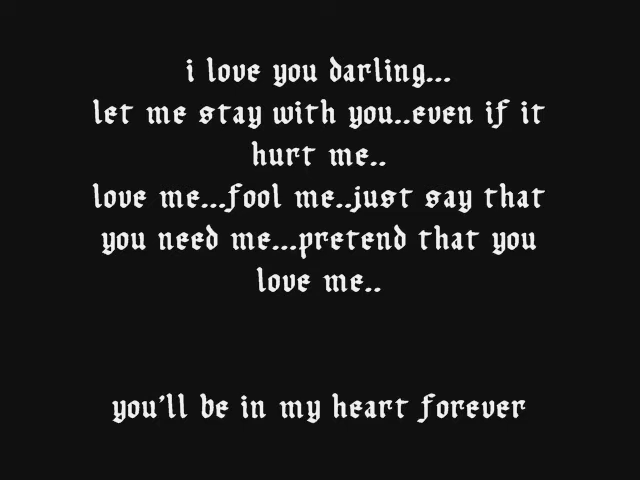 i love you darling...
let me stay with you..even if it
hurt me..
love me...fool me..just say that
you need me...pretend that you
love me..
you'll be in my heart forever